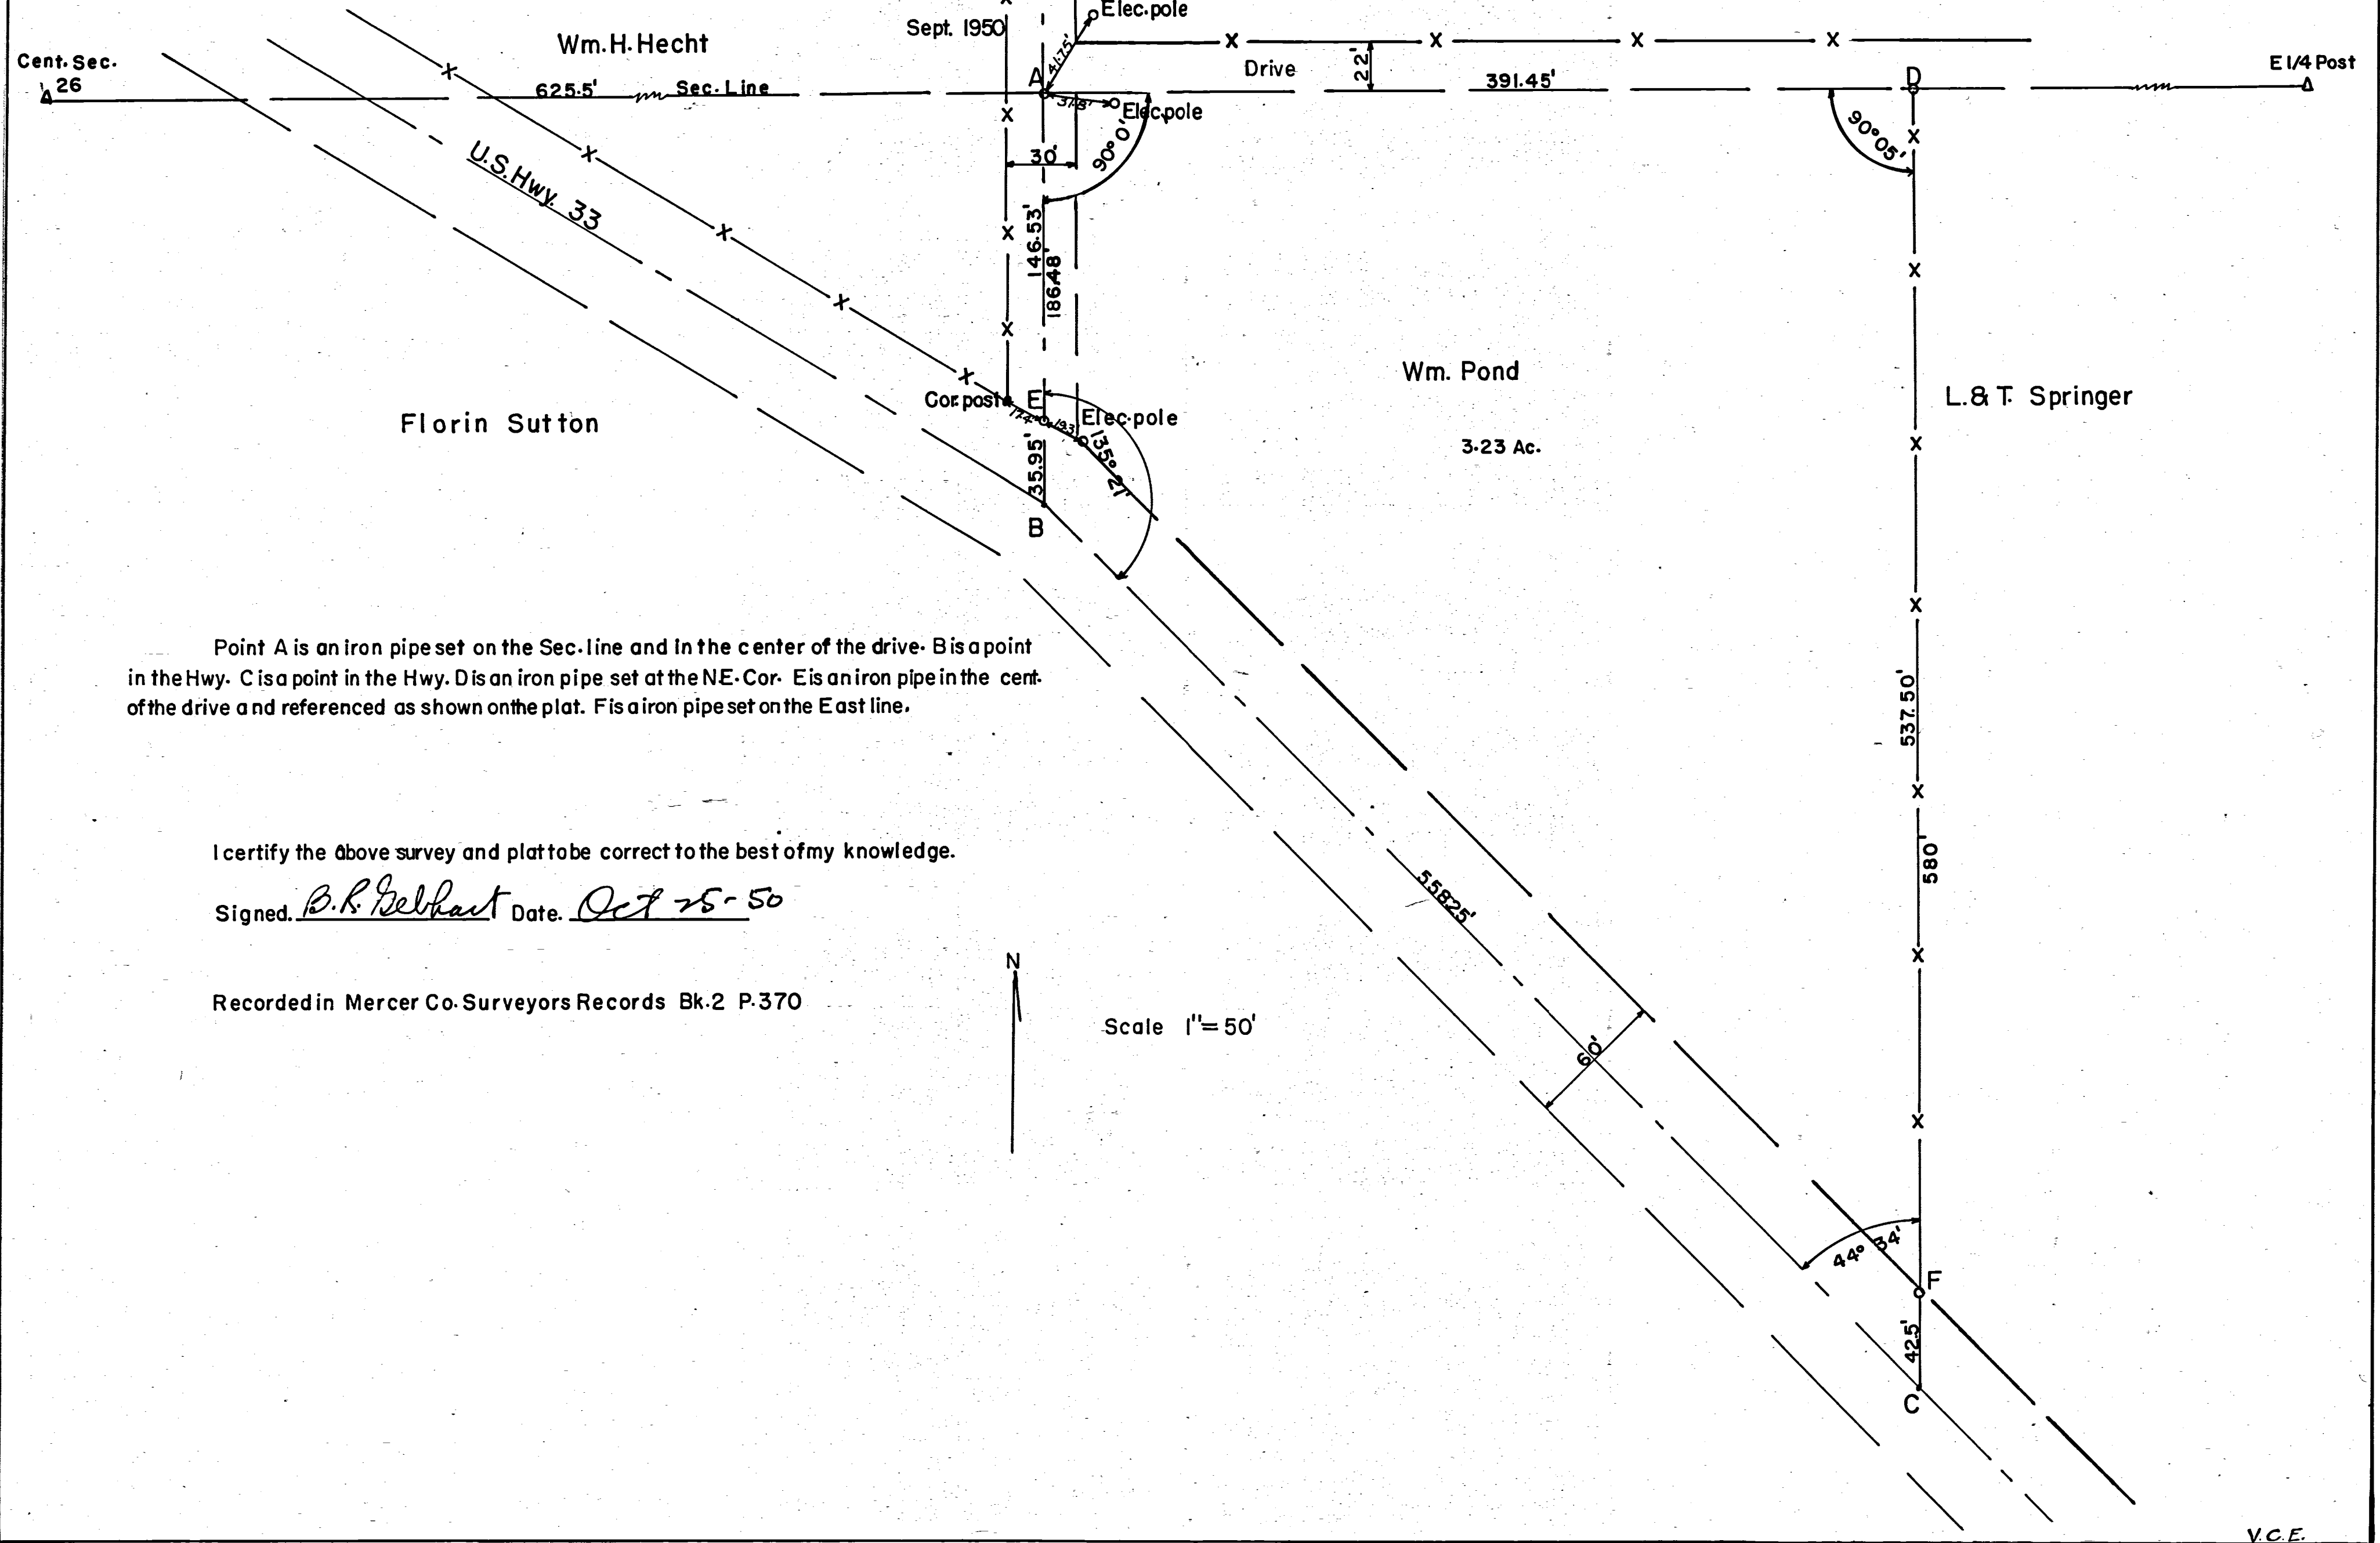 Elec.pole
Sept. 1950
Wm. H. Hecht
Cent. Sec.
26
625.5' Sec. Line
A
41.75'
Drive
22'
391.45'
D
E 1/4 Post
31.8'
Elec.pole
30'
90°0'
90°05'
U.S. Hwy. 33
146.53'
186.48'
Wm. Pond
3.23 Ac.
L. & T. Springer
Florin Sutton
Cor. post
E
17.4'
19.3'
Elec.pole
135°21'
35.95'
B
Point A is an iron pipe set on the Sec. line and in the center of the drive. B is a point
in the Hwy. C is a point in the Hwy. D is an iron pipe set at the N.E. Cor. E is an iron pipe in the cent.
of the drive and referenced as shown on the plat. F is a iron pipe set on the East line.
537.50'
580'
I certify the above survey and plat to be correct to the best of my knowledge.
Signed. B.R. Gebhart Date. Oct 25-50
558.25'
N
Recorded in Mercer Co. Surveyors Records Bk. 2 P. 370
Scale 1"=50'
60'
44° 34'
F
42.5'
C
V.C.E.